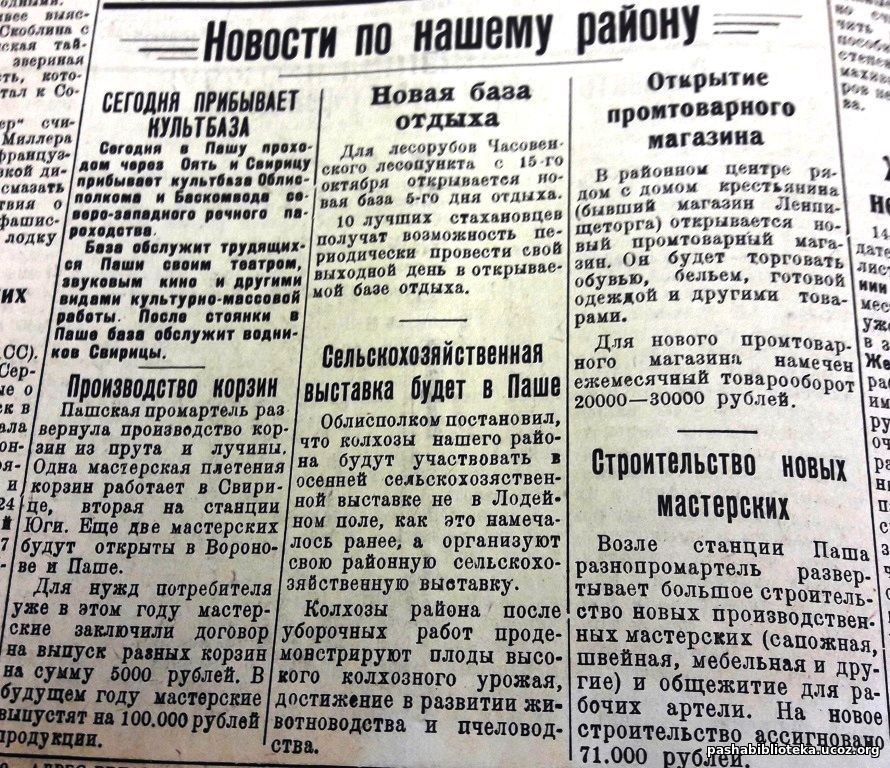 Новости по нашему району
СЕГОДНЯ ПРИБЫВАЕТ
КУЛЬТБАЗА
Сегодня в Пашу прохо-
дом через Оять и Свирицу
прибывает культбаза Облис-
полкома и Баскомвода се-
веро-западного речного па-
роходства.
База обслужит трудящих-
ся Паши своим театром,
звуковым кино и другими
видами культурно-массовой
работы. После стоянки в
Паше база обслужит водни-
ков Свирицы.
Производство корзин
Пашская промартель раз
вернула производство кор-
зин из прута и лучины.
Одна мастерская плетения
корзин работает в Свири-
це, вторая на станции
Юги. Еще две мастерских
будут открыты в Вороно-
ве и Паше.
Для нужд потребителя
уже в этом году мастер-
ские заключили договор
на выпуск разных корзин
на сумму 5000 рублей. В
будущем году мастерские
выпустят на 100.000 рублей
продукции.
Новая база
отдыха
Для лесорубов Часовен-
ского лесопункта с 15-го
октября открывается но-
вая база 5-го дня отдыха.
10 лучших стахановцев
получат возможность пе-
риодически провести свой
выходной день в открывае-
мой базе отдыха.
Сельскохозяйственная
выставка будет в Паше
Облисполком постановил,
что колхозы нашего райо-
на будут участвовать в
осенней сельскохозяствен-
ной выставке не в Лодей-
ном поле, как это намеча-
лось ранее, а организуют
свою районную сельскохо-
зяйственную выставку.
Колхозы района после
уборочных работ проде-
монстрируют плоды высо-
кого колхозного урожая,
достижение в развитии жи-
вотноводства и пчеловод-
ства.
Открытие
промтоварного
магазина
В районном центре ря-
дом с домом крестьянина
(бывший магазин Ленпи-
щеторга) открывается но-
вый промтоварный мага-
зин. Он будет торговать
обувью, бельем, готовой
одеждой и другими това-
рами.
Для нового промтовар-
ного магазина намечен
ежемесячный товарооборот
20000—30000 рублей.
Строительство новых
мастерских
Возле станции Паша
разнопромартель развер-
тывает большое строитель-
ство новых производствен-
ных мастерских (сапожная,
швейная, мебельная и дру-
гие) и общежитие для ра-
бочих артели. На новое
строительство ассигновано
71.000 рублей.
pashabiblioteka.ucoz.org